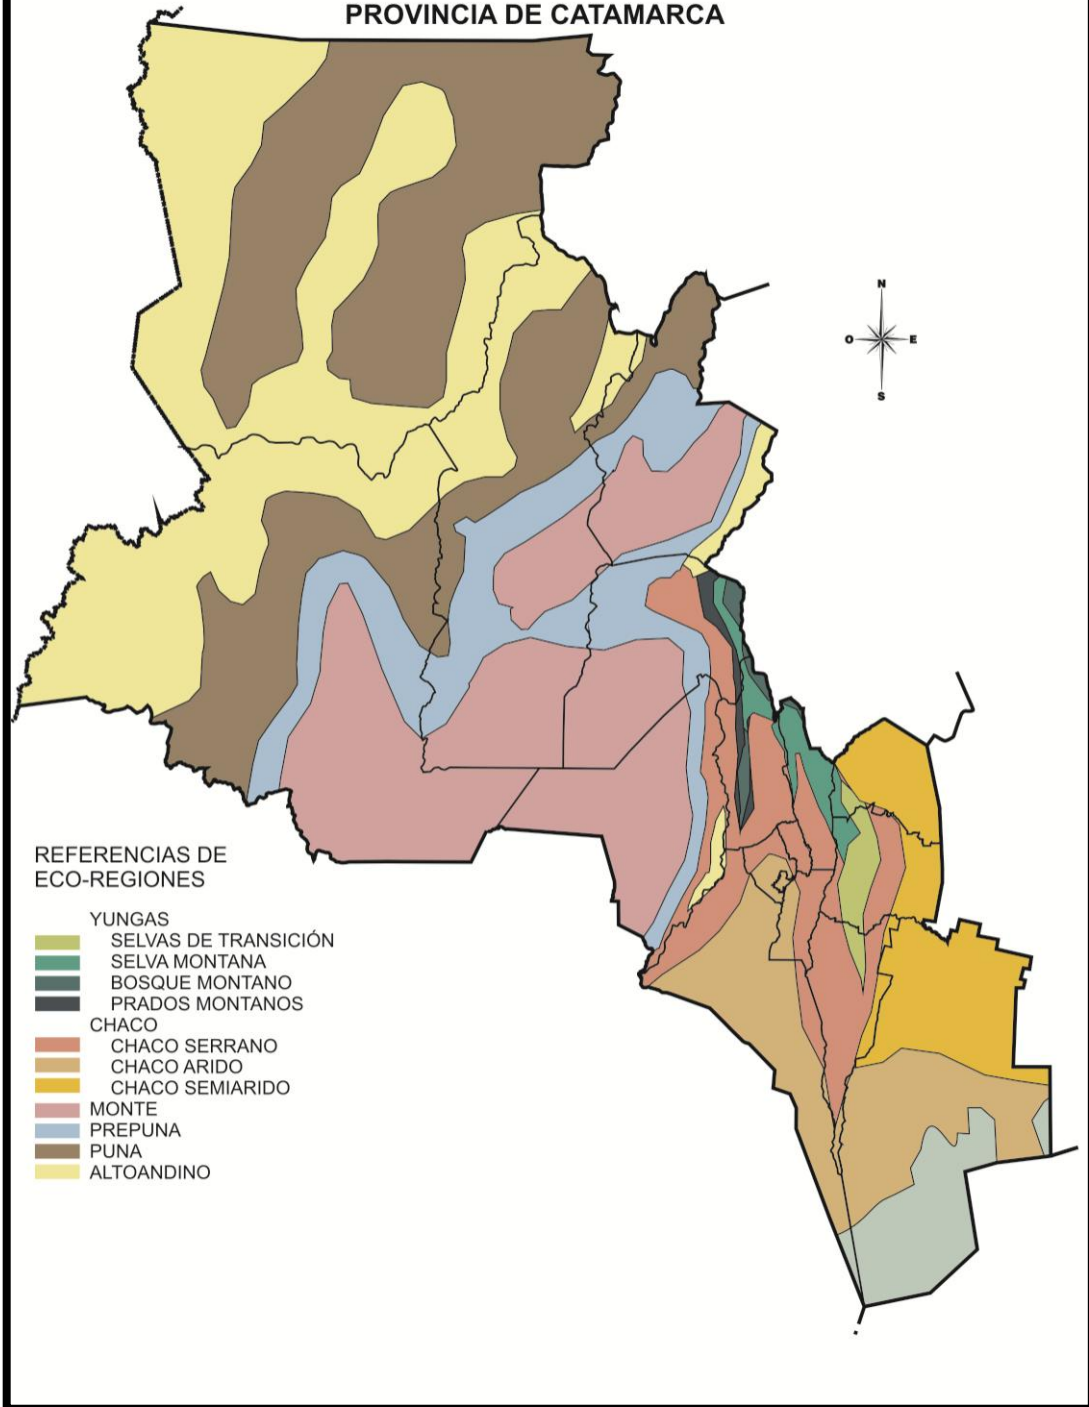 PROVINCIA DE CATAMARCA
N
O
E
S
REFERENCIAS DE
ECO-REGIONES
YUNGAS
SELVAS DE TRANSICIÓN
SELVA MONTANA
BOSQUE MONTANO
PRADOS MONTANOS
CHACO
CHACO SERRANO
CHACO ARIDO
CHACO SEMIARIDO
MONTE
PREPUNA
PUNA
ALTOANDINO